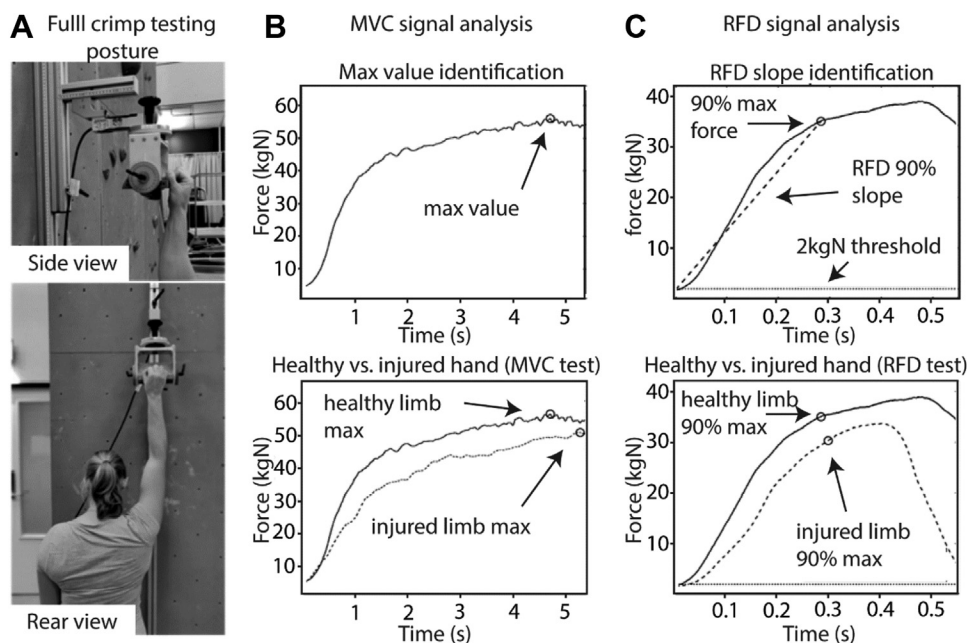 A
Fulll crimp testing
posture
Side view
Rear view
B
MVC signal analysis
Max value identification
Force (kgN)
60
50
40
30
20
10
max value
1
2
3
4
5
Time (s)
Healthy vs. injured hand (MVC test)
Force (kgN)
60
50
40
30
20
10
healthy limb
max
injured limb max
1
2
3
4
5
Time (s)
C
RFD signal analysis
RFD slope identification
force (kgN)
40
30
20
10
90% max
force
RFD 90%
slope
2kgN threshold
0.1
0.2
0.3
0.4
0.5
Time (s)
Healthy vs. injured hand (RFD test)
Force (kgN)
40
30
20
10
healthy limb
90% max
injured limb
90% max
0.1
0.2
0.3
0.4
0.5
Time (s)